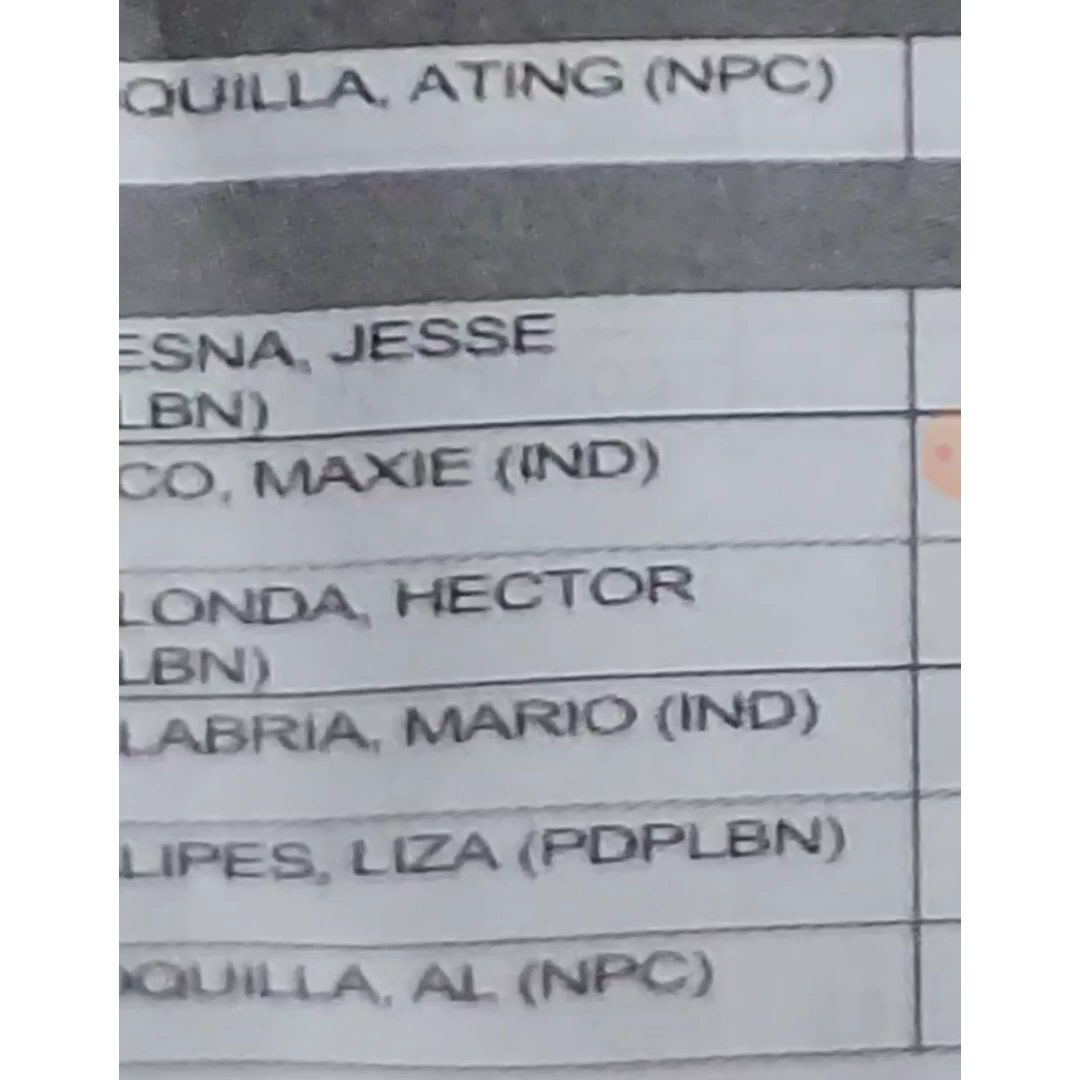 QUILLA, ATING (NPC)
ESNA, JESSE
LBN)
CO, MAXIE (IND)
LONDA, HECTOR
LBN)
LABRIA, MARIO (IND)
LIPES, LIZA (PDPLBN)
QUILLA, AL (NPC)